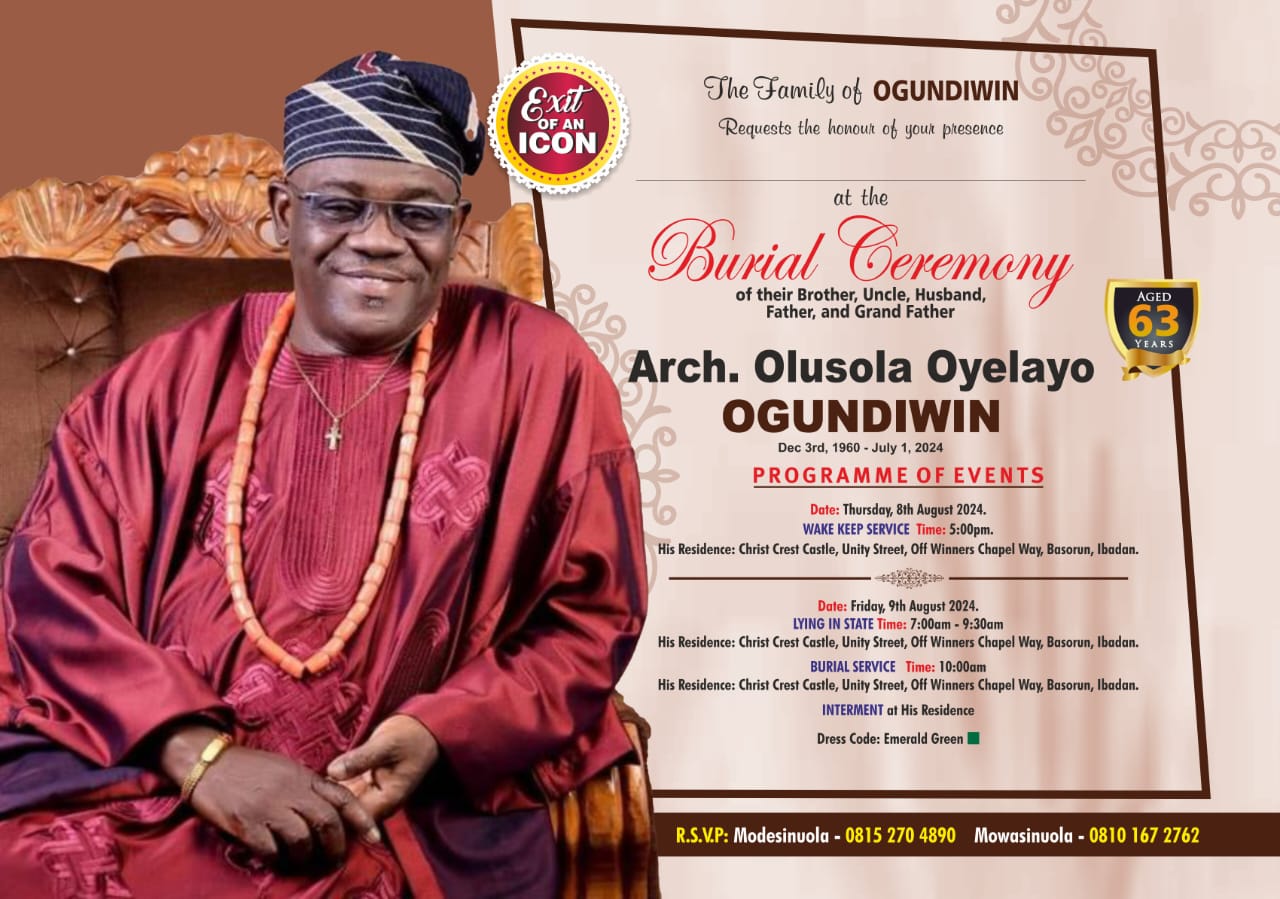 Exit
OF AN
ICON
The Family of OGUNDIWIN
Requests the honour of your presence
at the
Burial Ceremony
of their Brother, Uncle, Husband,
Father, and Grand Father
AGED
63
YEARS
Arch. Olusola Oyelayo
OGUNDIWIN
Dec 3rd, 1960 - July 1, 2024
PROGRAMME OF EVENTS
Date: Thursday, 8th August 2024.
WAKE KEEP SERVICE Time: 5:00pm.
His Residence: Christ Crest Castle, Unity Street, Off Winners Chapel Way, Basorun, Ibadan.
Date: Friday, 9th August 2024.
LYING IN STATE Time: 7:00am - 9:30am
His Residence: Christ Crest Castle, Unity Street, Off Winners Chapel Way, Basorun, Ibadan.
BURIAL SERVICE Time: 10:00am
His Residence: Christ Crest Castle, Unity Street, Off Winners Chapel Way, Basorun, Ibadan.
INTERMENT at His Residence
Dress Code: Emerald Green
R.S.V.P: Modesinuola - 0815 270 4890 Mowasinuola - 0810 167 2762